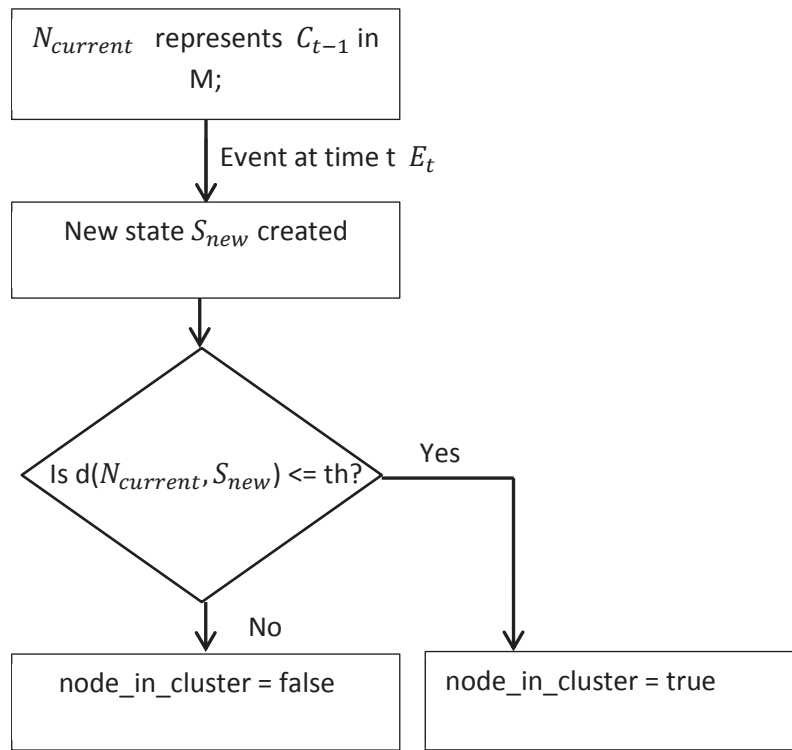 N_current represents C_{t−1} in
M;
Event at time t E_t
New state S_new created
Is d(N_current, S_new) <= th?
Yes
No
node_in_cluster = false
node_in_cluster = true